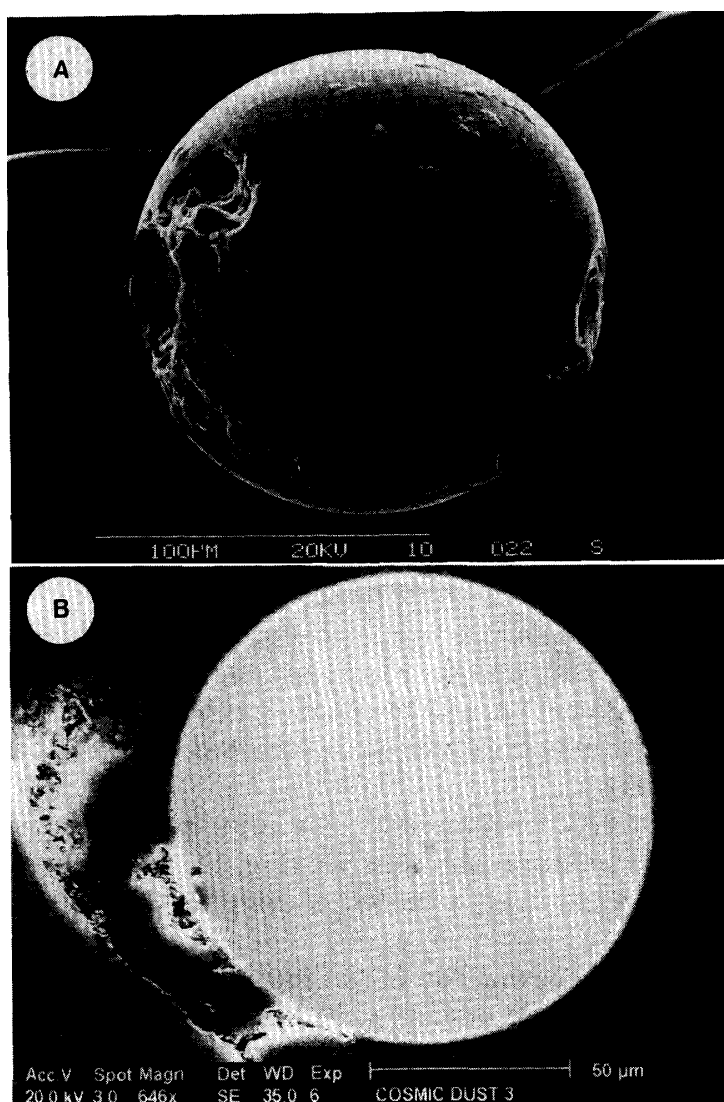 A
100µM 20KV 10 022 S
B
Acc.V Spot Magn Det WD Exp 50 µm
20.0 kV 3.0 646x SE 35.0 6 COSMIC DUST 3